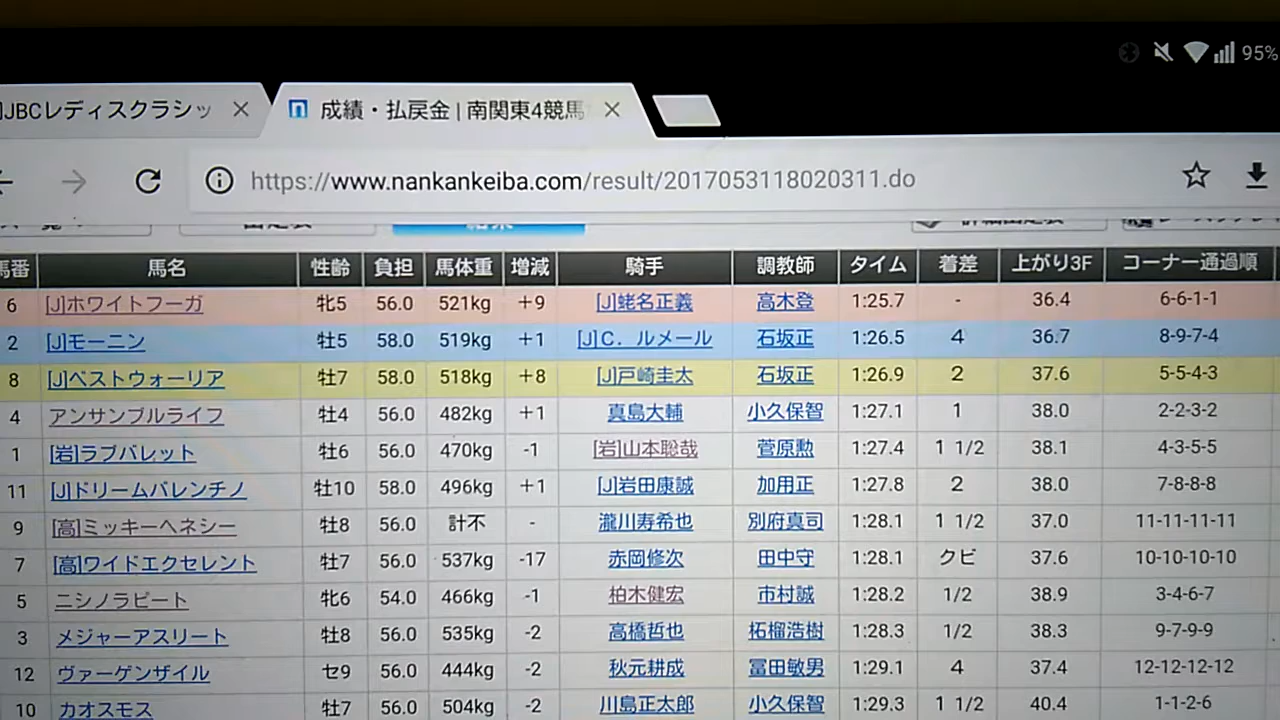 95%
]JBCレディスクラシッ × 成績・払戻金 | 南関東4競馬 ×
https://www.nankankeiba.com/result/2017053118020311.do
結果
馬番 馬名 性齢 負担 馬体重 増減 騎手 調教師 タイム 着差 上がり3F コーナー通過順
6 [J]ホワイトフーガ 牝5 56.0 521kg +9 [J]蛯名正義 高木登 1:25.7 - 36.4 6-6-1-1
2 [J]モーニン 牡5 58.0 519kg +1 [J]C.ルメール 石坂正 1:26.5 4 36.7 8-9-7-4
8 [J]ベストウォーリア 牡7 58.0 518kg +8 [J]戸崎圭太 石坂正 1:26.9 2 37.6 5-5-4-3
4 アンサンブルライフ 牡4 56.0 482kg +1 真島大輔 小久保智 1:27.1 1 38.0 2-2-3-2
1 [岩]ラブバレット 牡6 56.0 470kg -1 [岩]山本聡哉 菅原勲 1:27.4 1 1/2 38.1 4-3-5-5
11 [J]ドリームバレンチノ 牡10 58.0 496kg +1 [J]岩田康誠 加用正 1:27.8 2 38.0 7-8-8-8
9 [高]ミッキーヘネシー 牡8 56.0 計不 - 瀧川寿希也 別府真司 1:28.1 1 1/2 37.0 11-11-11-11
7 [高]ワイドエクセレント 牡7 56.0 537kg -17 赤岡修次 田中守 1:28.1 クビ 37.6 10-10-10-10
5 ニシノラピート 牝6 54.0 466kg -1 柏木健宏 市村誠 1:28.2 1/2 38.9 3-4-6-7
3 メジャーアスリート 牡8 56.0 535kg -2 高橋哲也 柘榴浩樹 1:28.3 1/2 38.3 9-7-9-9
12 ヴァーゲンザイル セ9 56.0 444kg -2 秋元耕成 冨田敏男 1:29.1 4 37.4 12-12-12-12
10 カオスモス 牡7 56.0 504kg -2 川島正太郎 小久保智 1:29.3 1 1/2 40.4 1-1-2-6